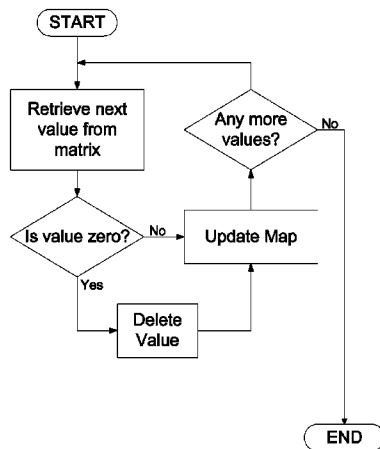 START
Retrieve next
value from
matrix
Any more
values?
No
Is value zero?
No
Update Map
Yes
Delete
Value
END